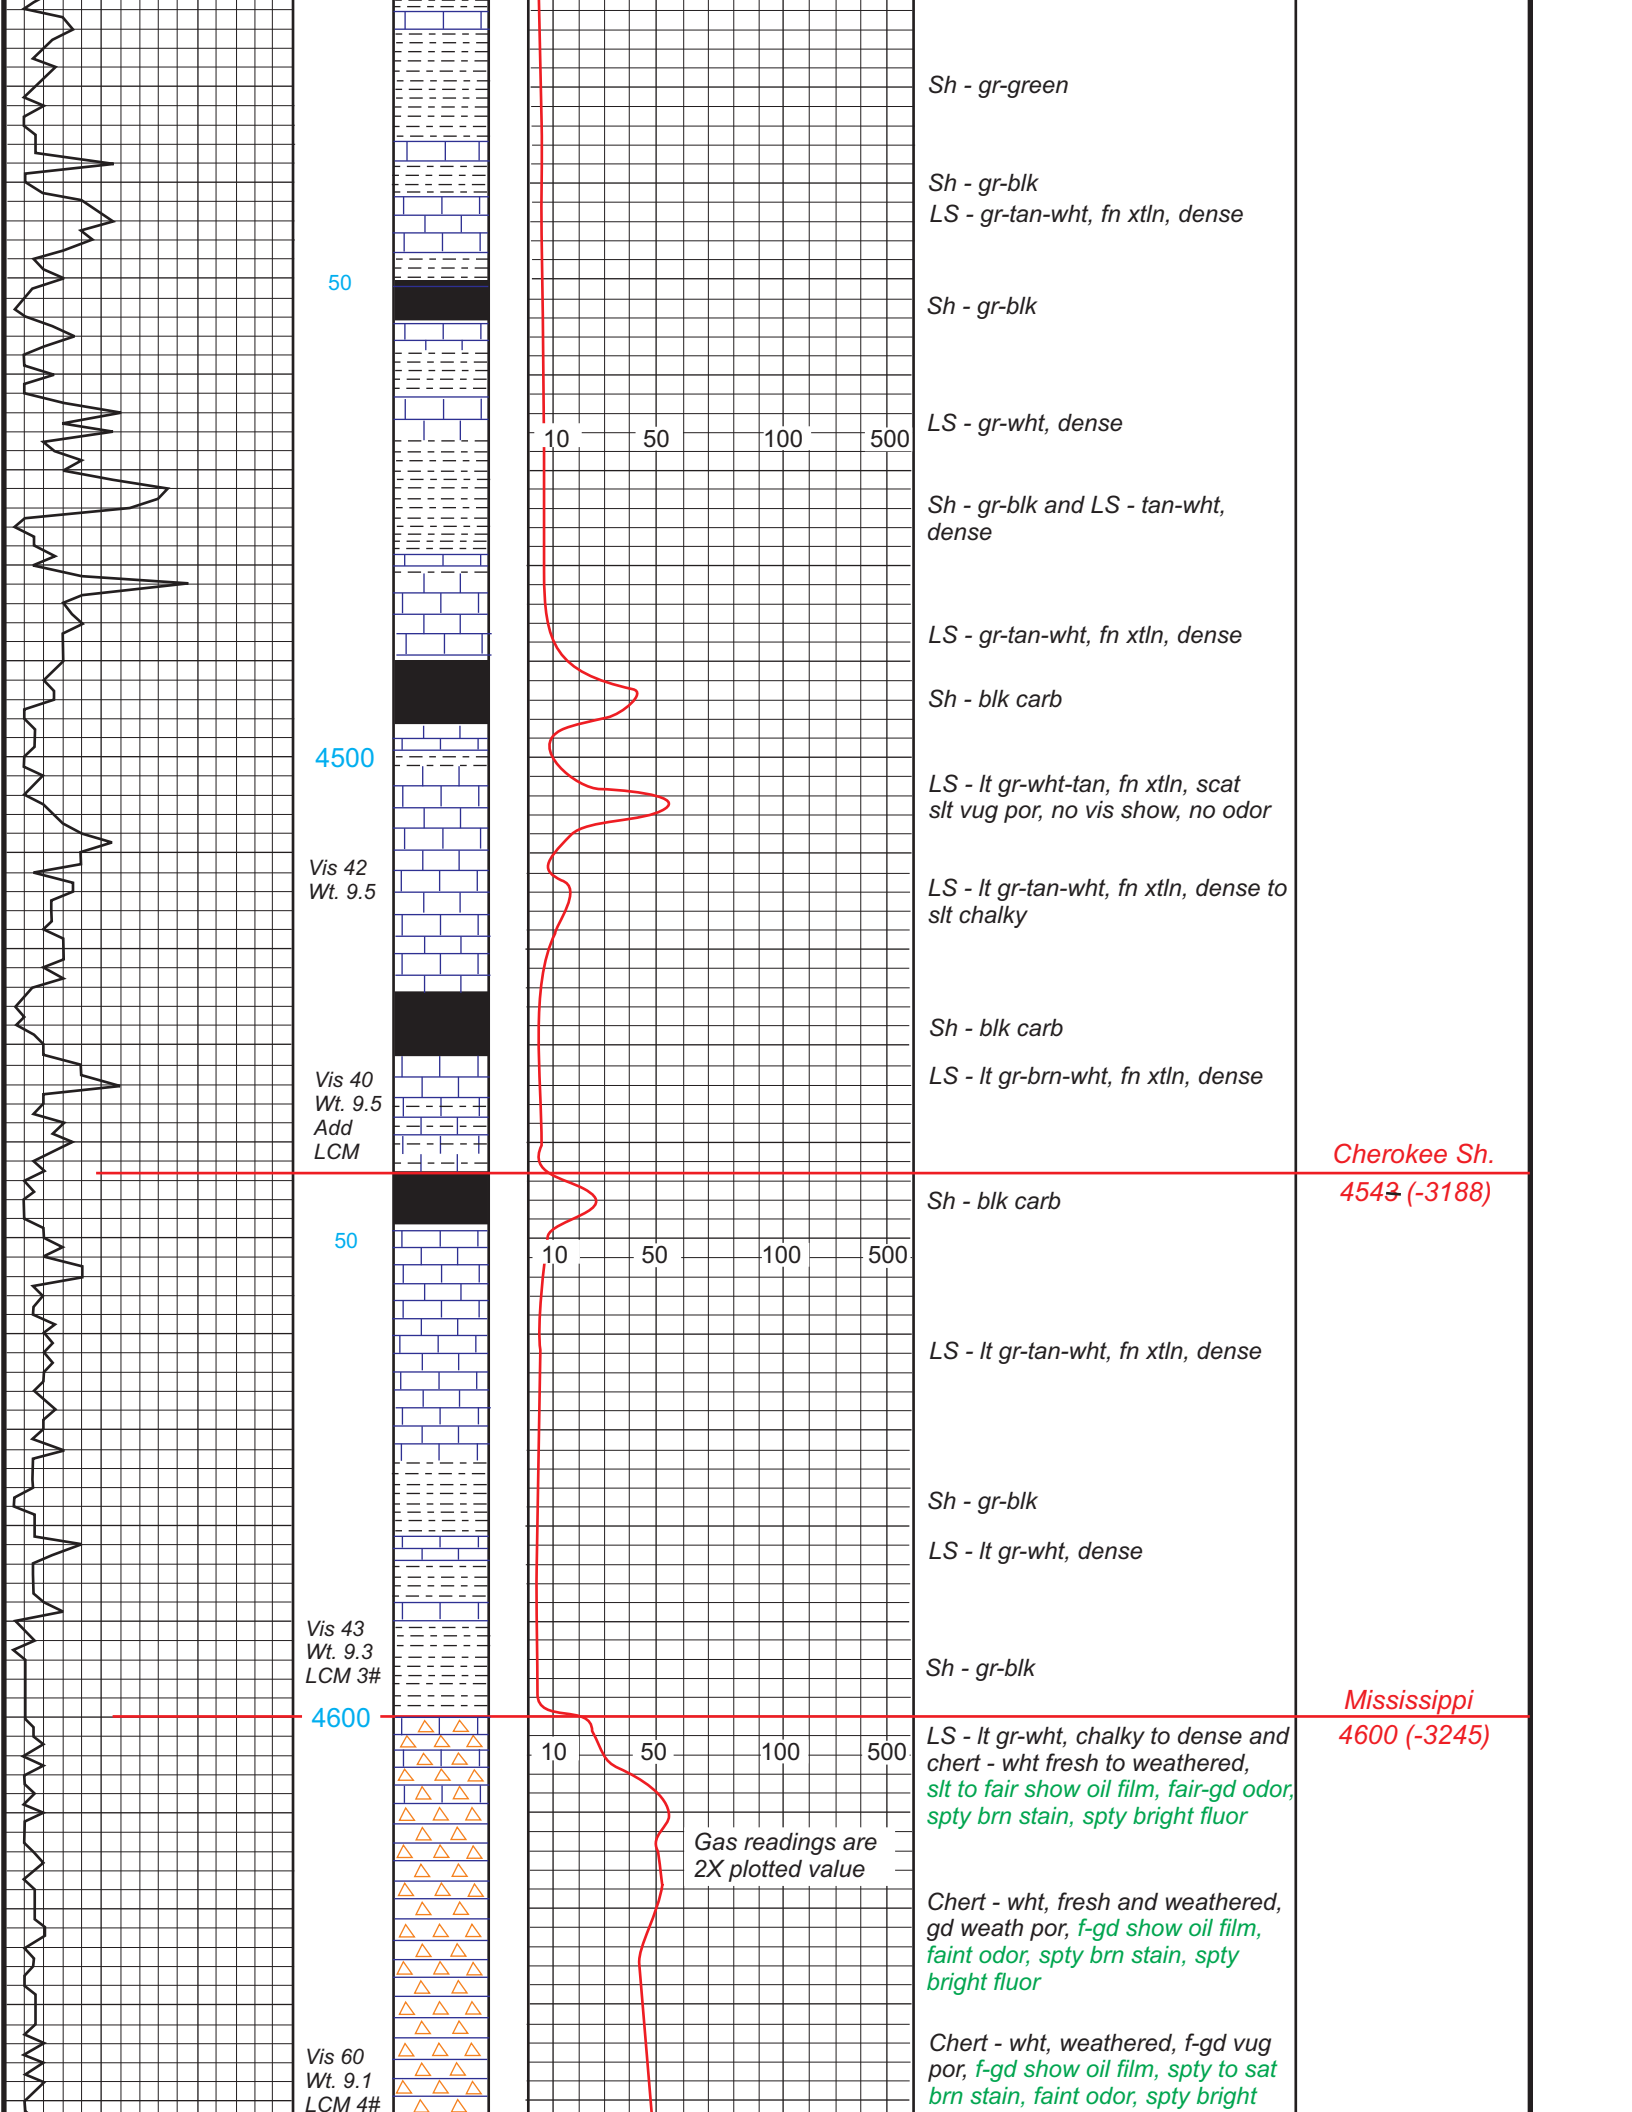 Sh - gr-green
Sh - gr-blk
LS - gr-tan-wht, fn xtln, dense
50
Sh - gr-blk
LS - gr-wht, dense
10 50 100 500
Sh - gr-blk and LS - tan-wht,
dense
LS - gr-tan-wht, fn xtln, dense
Sh - blk carb
4500
LS - lt gr-wht-tan, fn xtln, scat
slt vug por, no vis show, no odor
Vis 42
Wt. 9.5
LS - lt gr-tan-wht, fn xtln, dense to
slt chalky
Sh - blk carb
LS - lt gr-brn-wht, fn xtln, dense
Vis 40
Wt. 9.5
Add
LCM
Cherokee Sh.
4543 (-3188)
Sh - blk carb
50
10 50 100 500
LS - lt gr-tan-wht, fn xtln, dense
Sh - gr-blk
LS - lt gr-wht, dense
Vis 43
Wt. 9.3
LCM 3#
Sh - gr-blk
Mississippi
4600 (-3245)
4600
LS - lt gr-wht, chalky to dense and
chert - wht fresh to weathered,
slt to fair show oil film, fair-gd odor,
spty brn stain, spty bright fluor
10 50 100 500
Gas readings are
2X plotted value
Chert - wht, fresh and weathered,
gd weath por, f-gd show oil film,
faint odor, spty brn stain, spty
bright fluor
Vis 60
Wt. 9.1
LCM 4#
Chert - wht, weathered, f-gd vug
por, f-gd show oil film, spty to sat
brn stain, faint odor, spty bright